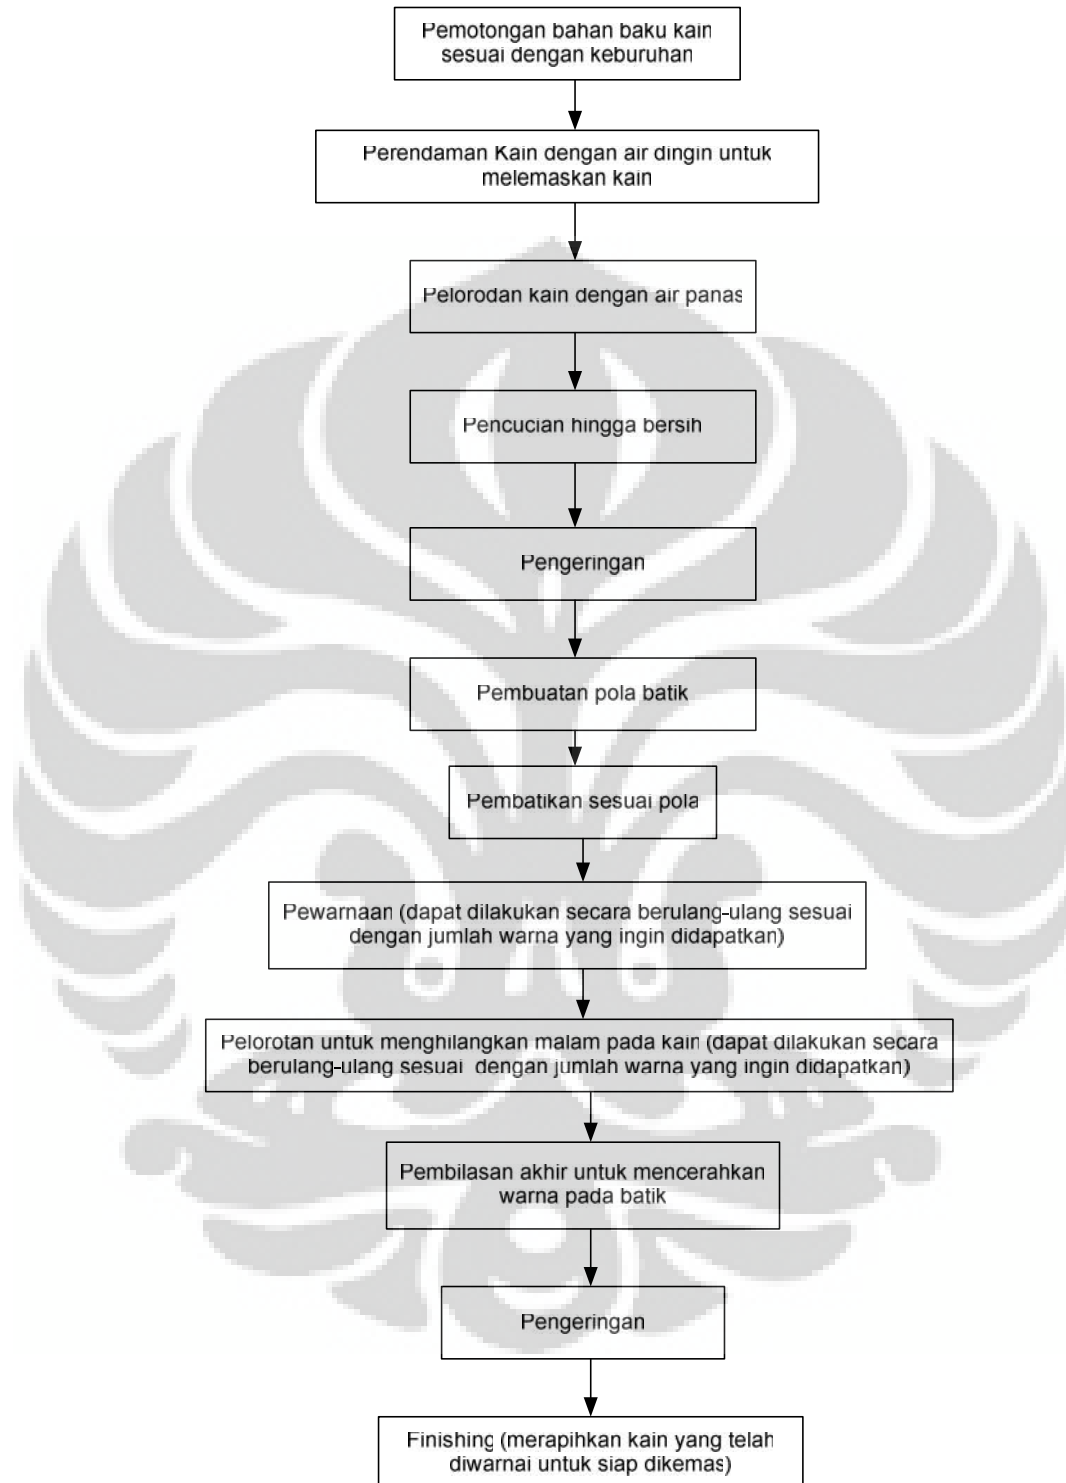 Pemotongan bahan baku kain
sesuai dengan keburuhan
Perendaman Kain dengan air dingin untuk
melemaskan kain
Pelorodan kain dengan air panas
Pencucian hingga bersih
Pengeringan
Pembuatan pola batik
Pembatikan sesuai pola
Pewarnaan (dapat dilakukan secara berulang-ulang sesuai
dengan jumlah warna yang ingin didapatkan)
Pelorotan untuk menghilangkan malam pada kain (dapat dilakukan secara
berulang-ulang sesuai dengan jumlah warna yang ingin didapatkan)
Pembilasan akhir untuk mencerahkan
warna pada batik
Pengeringan
Finishing (merapihkan kain yang telah
diwarnai untuk siap dikemas)